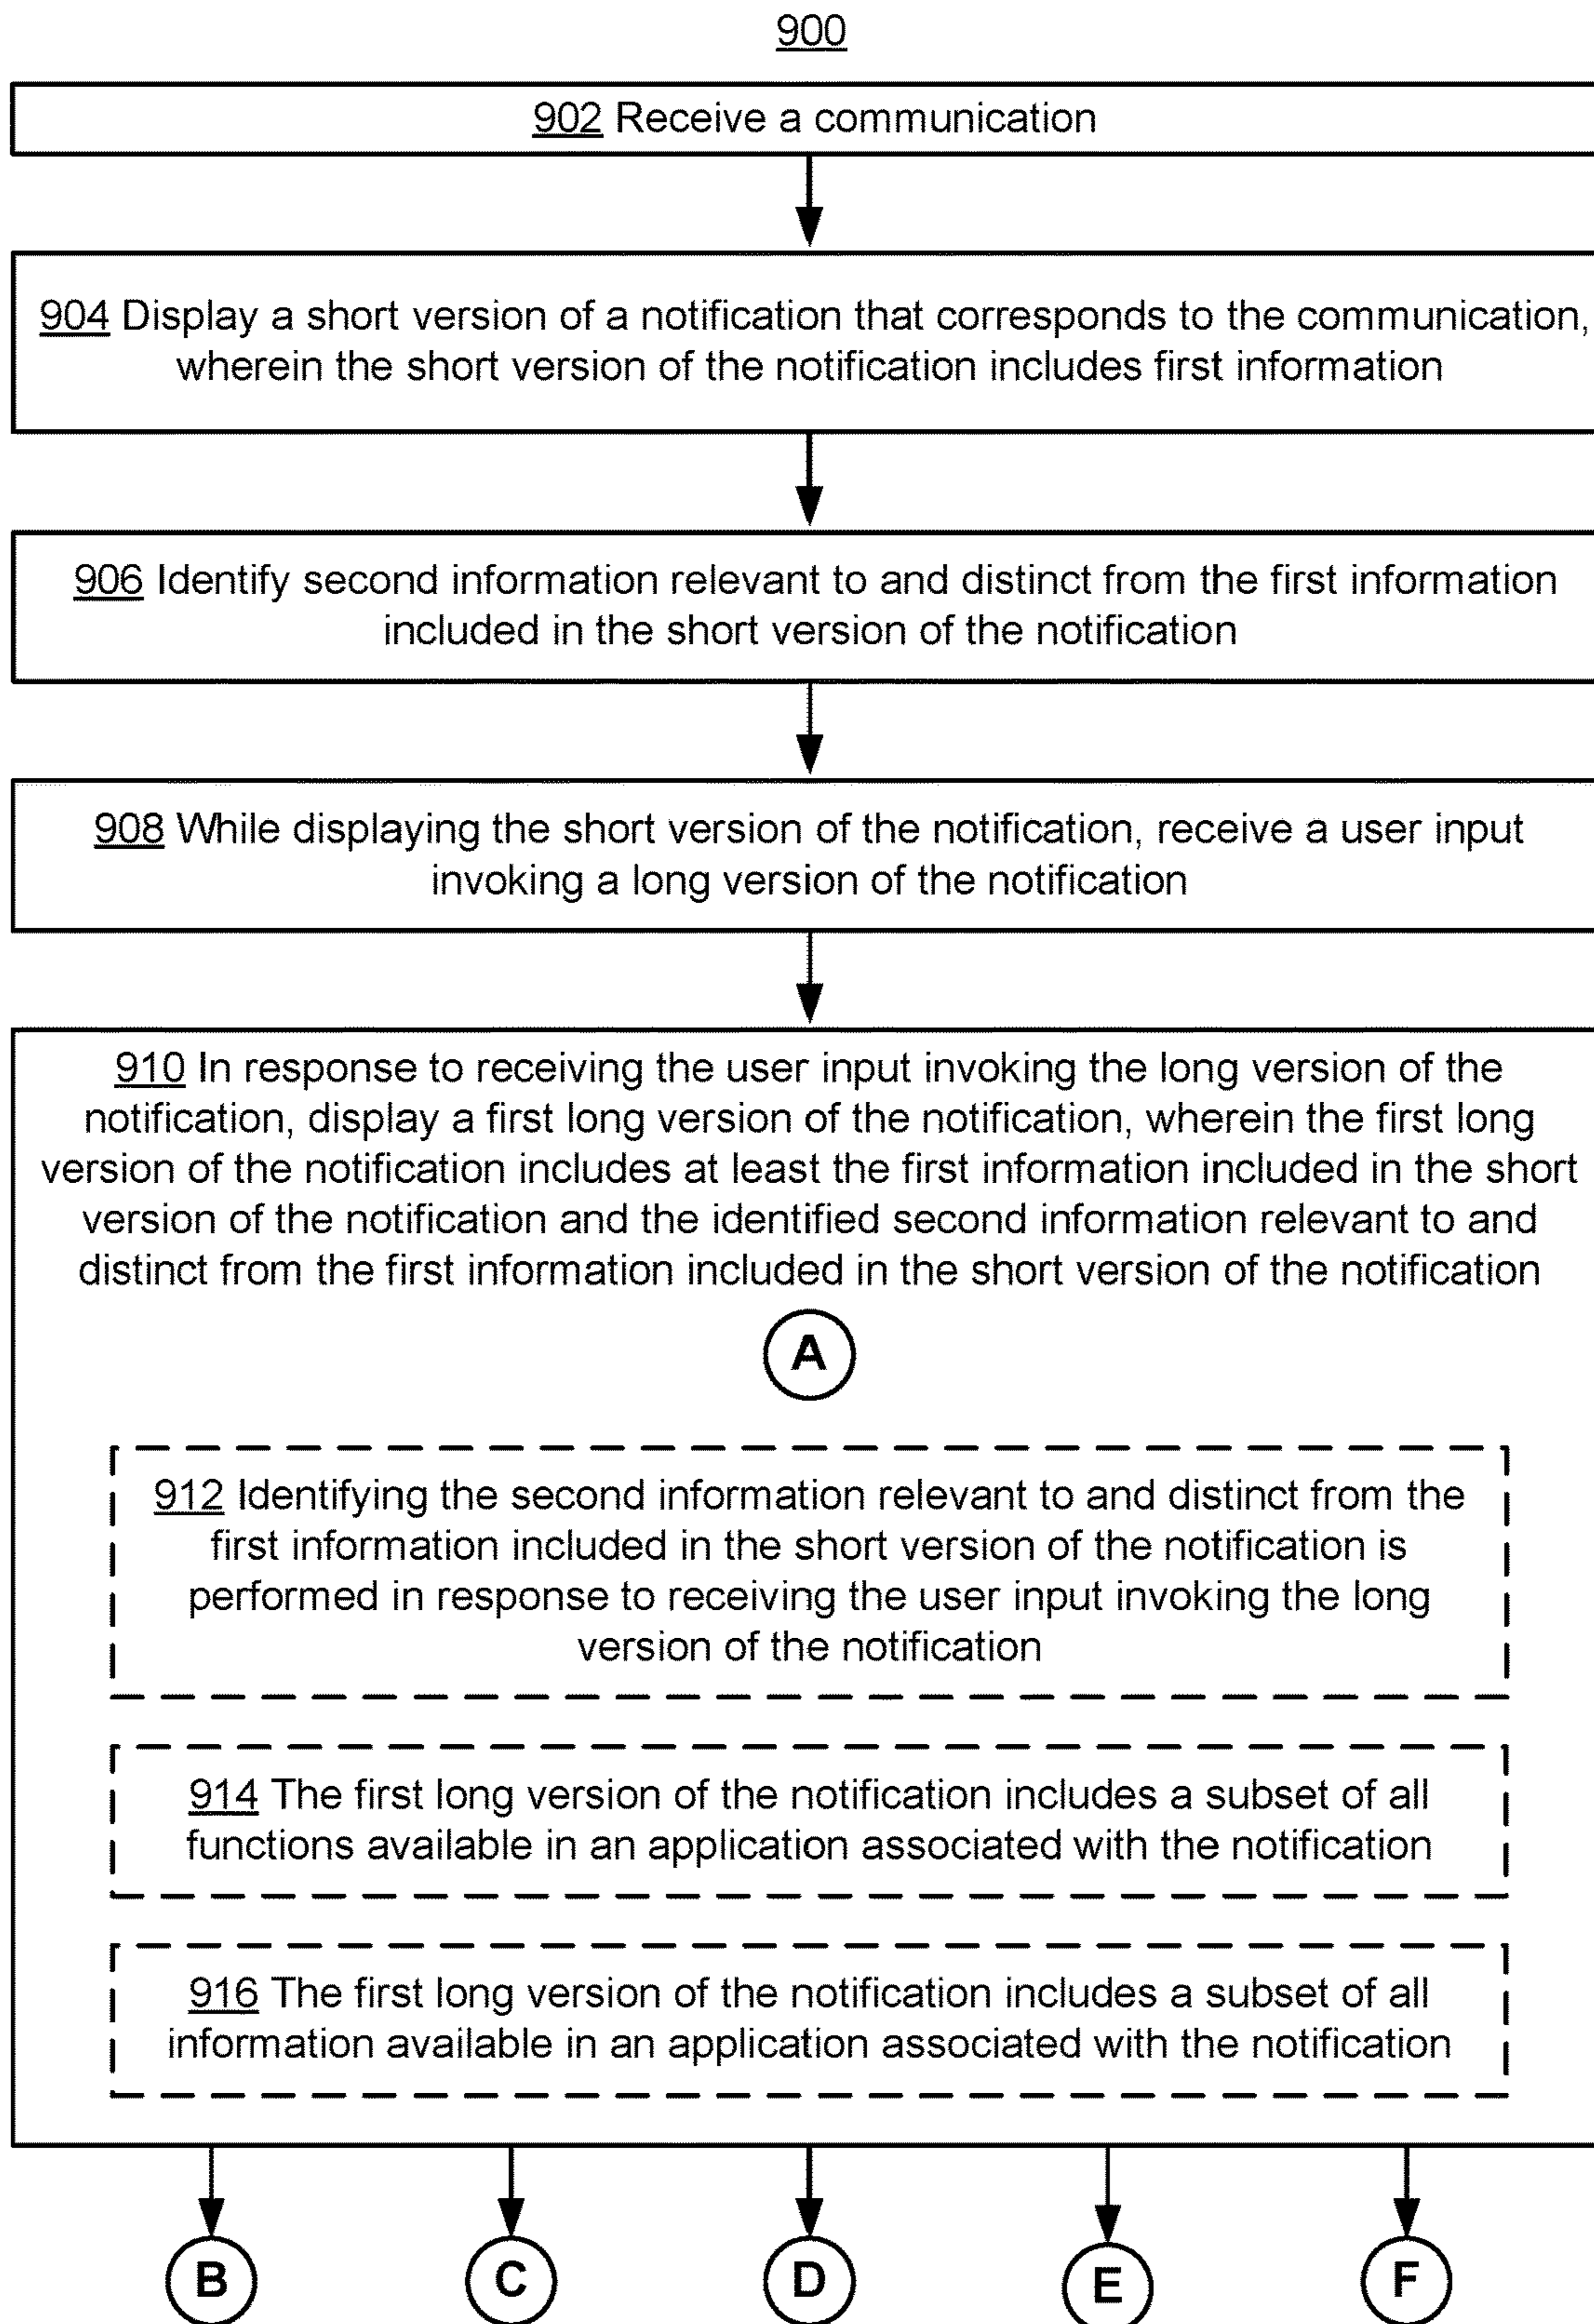 900
902 Receive a communication
904 Display a short version of a notification that corresponds to the communication,
wherein the short version of the notification includes first information
906 Identify second information relevant to and distinct from the first information
included in the short version of the notification
908 While displaying the short version of the notification, receive a user input
invoking a long version of the notification
910 In response to receiving the user input invoking the long version of the
notification, display a first long version of the notification, wherein the first long
version of the notification includes at least the first information included in the short
version of the notification and the identified second information relevant to and
distinct from the first information included in the short version of the notification
A
912 Identifying the second information relevant to and distinct from the
first information included in the short version of the notification is
performed in response to receiving the user input invoking the long
version of the notification
914 The first long version of the notification includes a subset of all
functions available in an application associated with the notification
916 The first long version of the notification includes a subset of all
information available in an application associated with the notification
B C D E F